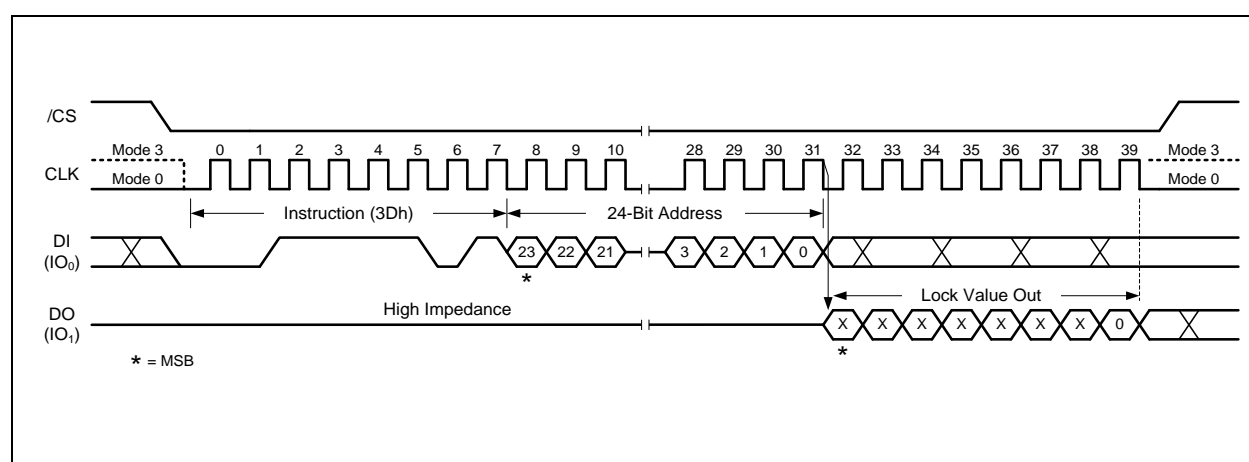 /CS
Mode 3 0 1 2 3 4 5 6 7 8 9 10 28 29 30 31 32 33 34 35 36 37 38 39 Mode 3
CLK Mode 0 Mode 0
Instruction (3Dh) 24-Bit Address
DI
(IO₀)
23 22 21 3 2 1 0
*
High Impedance Lock Value Out
DO
(IO₁)
X X X X X X X 0
*
* = MSB